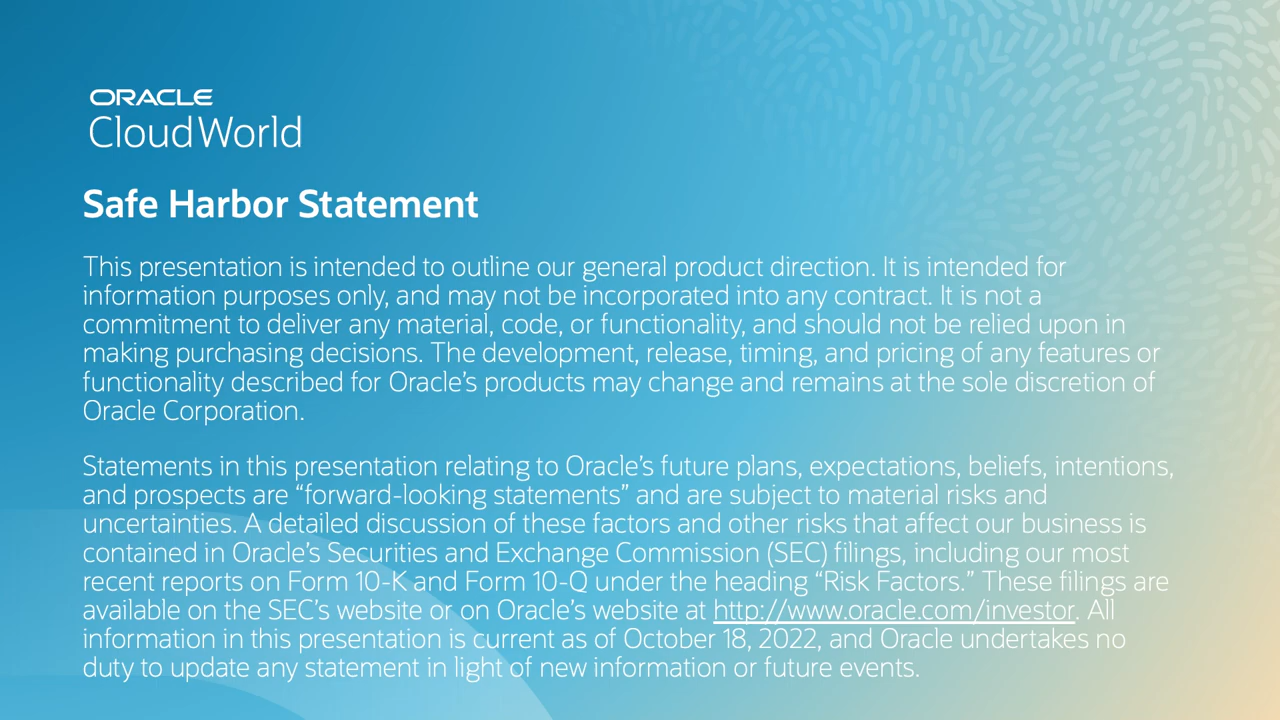 ORACLE
CloudWorld
Safe Harbor Statement
This presentation is intended to outline our general product direction. It is intended for
information purposes only, and may not be incorporated into any contract. It is not a
commitment to deliver any material, code, or functionality, and should not be relied upon in
making purchasing decisions. The development, release, timing, and pricing of any features or
functionality described for Oracle’s products may change and remains at the sole discretion of
Oracle Corporation.
Statements in this presentation relating to Oracle’s future plans, expectations, beliefs, intentions,
and prospects are “forward-looking statements” and are subject to material risks and
uncertainties. A detailed discussion of these factors and other risks that affect our business is
contained in Oracle’s Securities and Exchange Commission (SEC) filings, including our most
recent reports on Form 10-K and Form 10-Q under the heading “Risk Factors.” These filings are
available on the SEC’s website or on Oracle’s website at http://www.oracle.com/investor. All
information in this presentation is current as of October 18, 2022, and Oracle undertakes no
duty to update any statement in light of new information or future events.